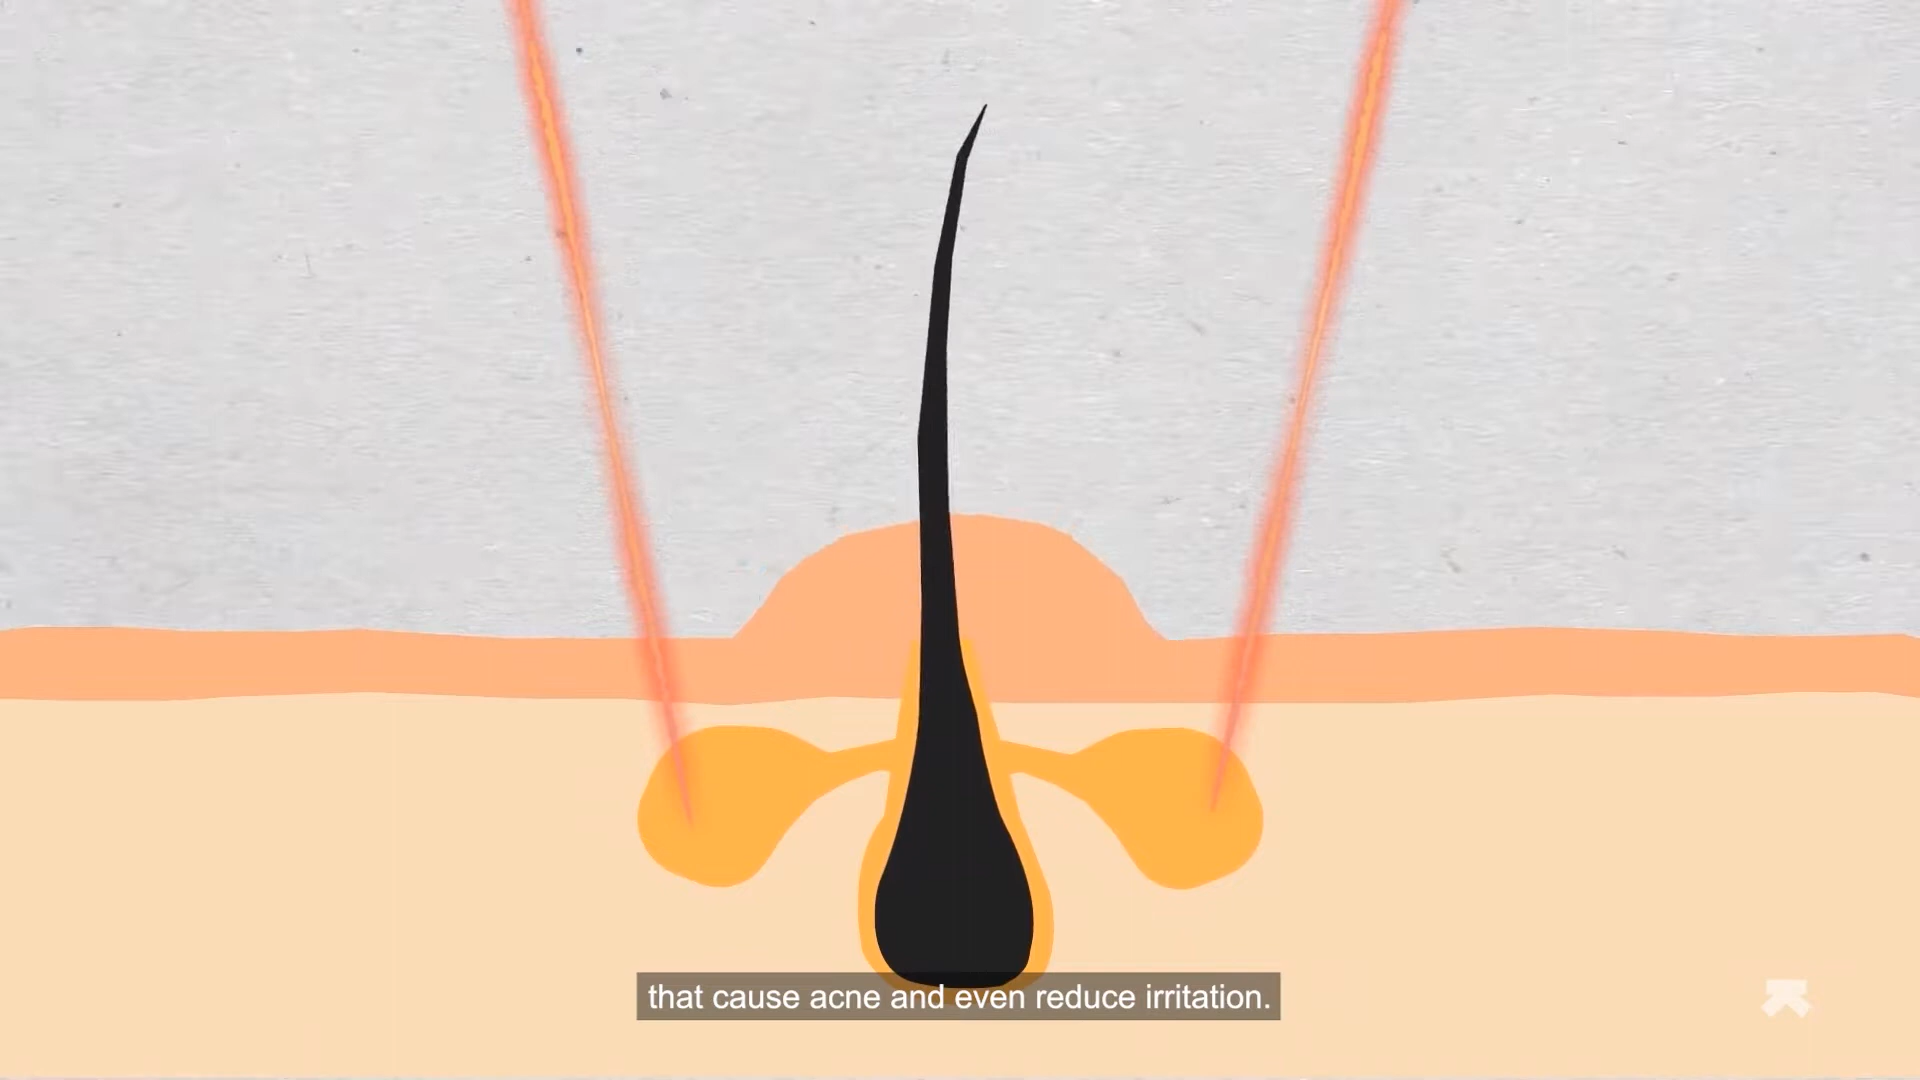 that cause acne and even reduce irritation.